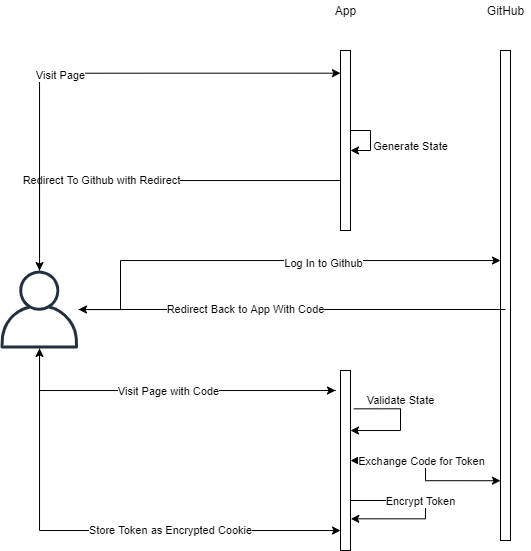 App
GitHub
Visit Page
Generate State
Redirect To Github with Redirect
Log In to Github
Redirect Back to App With Code
Visit Page with Code
Validate State
Exchange Code for Token
Encrypt Token
Store Token as Encrypted Cookie